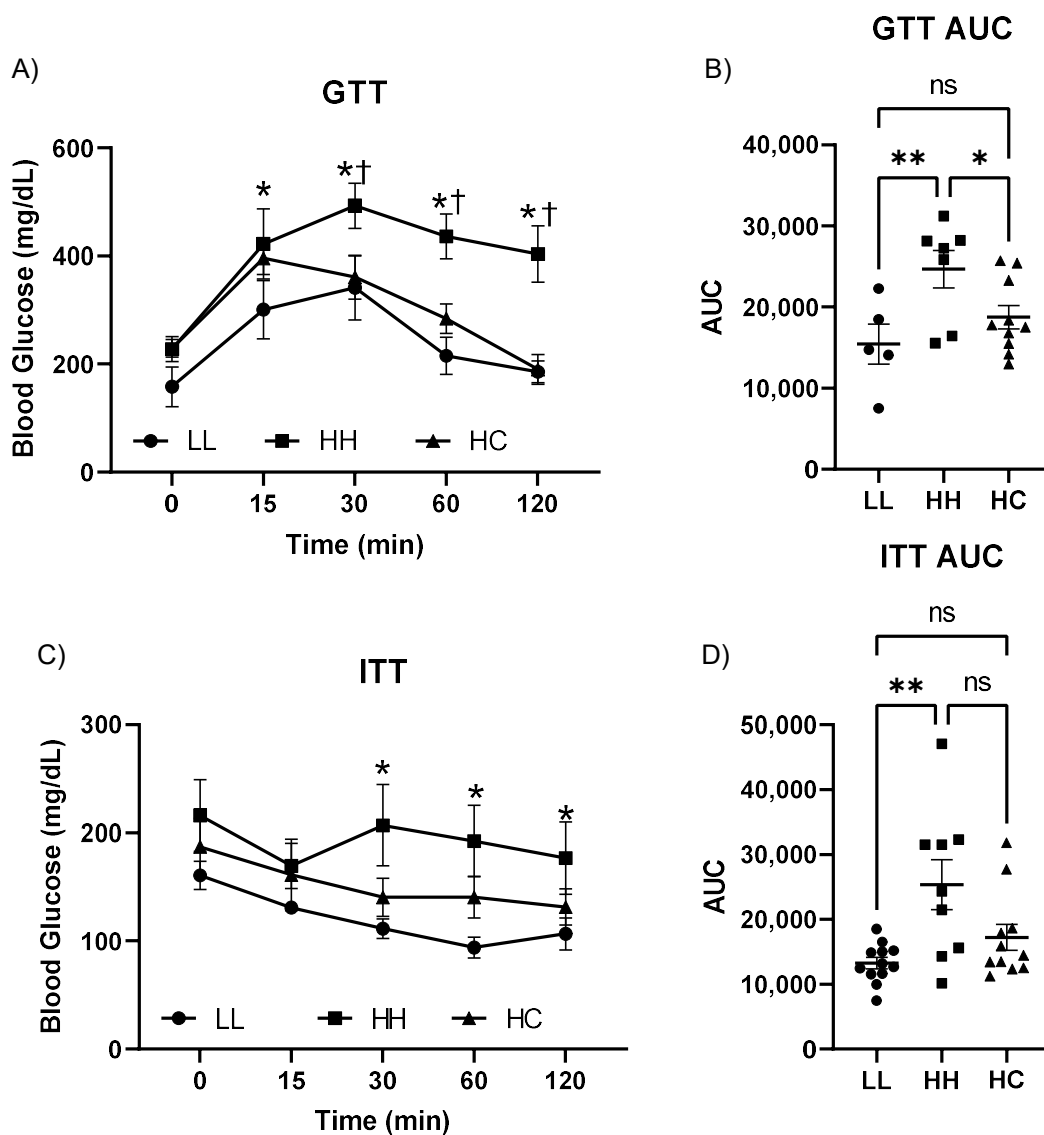 A)
GTT
Blood Glucose (mg/dL)
600
400
200
0
*
*†
*†
*†
LL
HH
HC
0 15 30 60 120
Time (min)
B)
GTT AUC
ns
** *
AUC
40,000
30,000
20,000
10,000
0
LL HH HC
C)
ITT
Blood Glucose (mg/dL)
300
200
100
0
*
*
*
LL
HH
HC
0 15 30 60 120
Time (min)
D)
ITT AUC
ns
** ns
AUC
50,000
40,000
30,000
20,000
10,000
0
LL HH HC